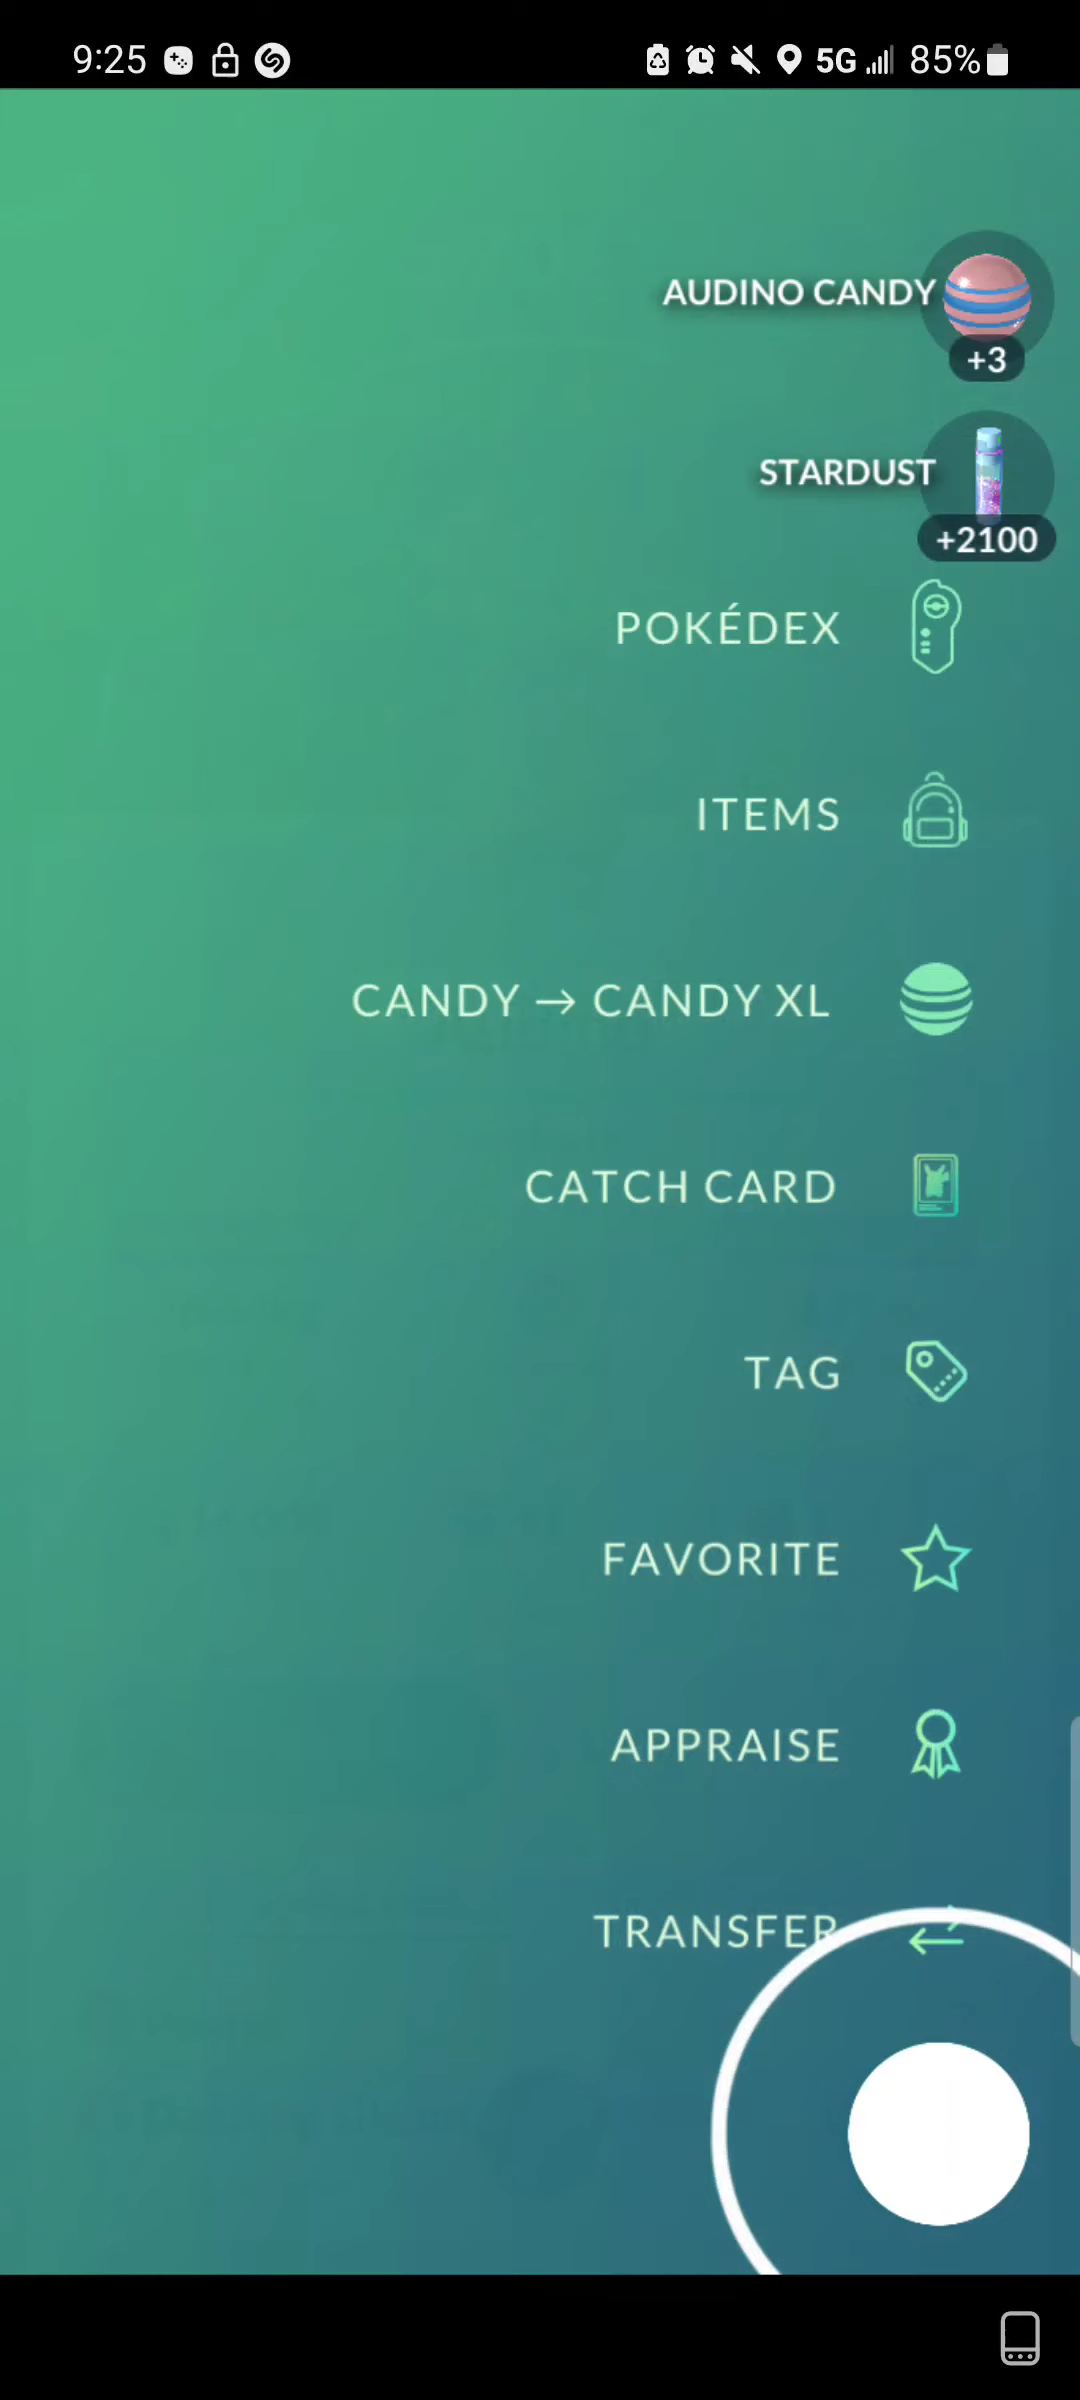 9:25 5G 85%
AUDINO CANDY
+3
STARDUST
+2100
POKÉDEX
ITEMS
CANDY → CANDY XL
CATCH CARD
TAG
FAVORITE
APPRAISE
TRANSFER